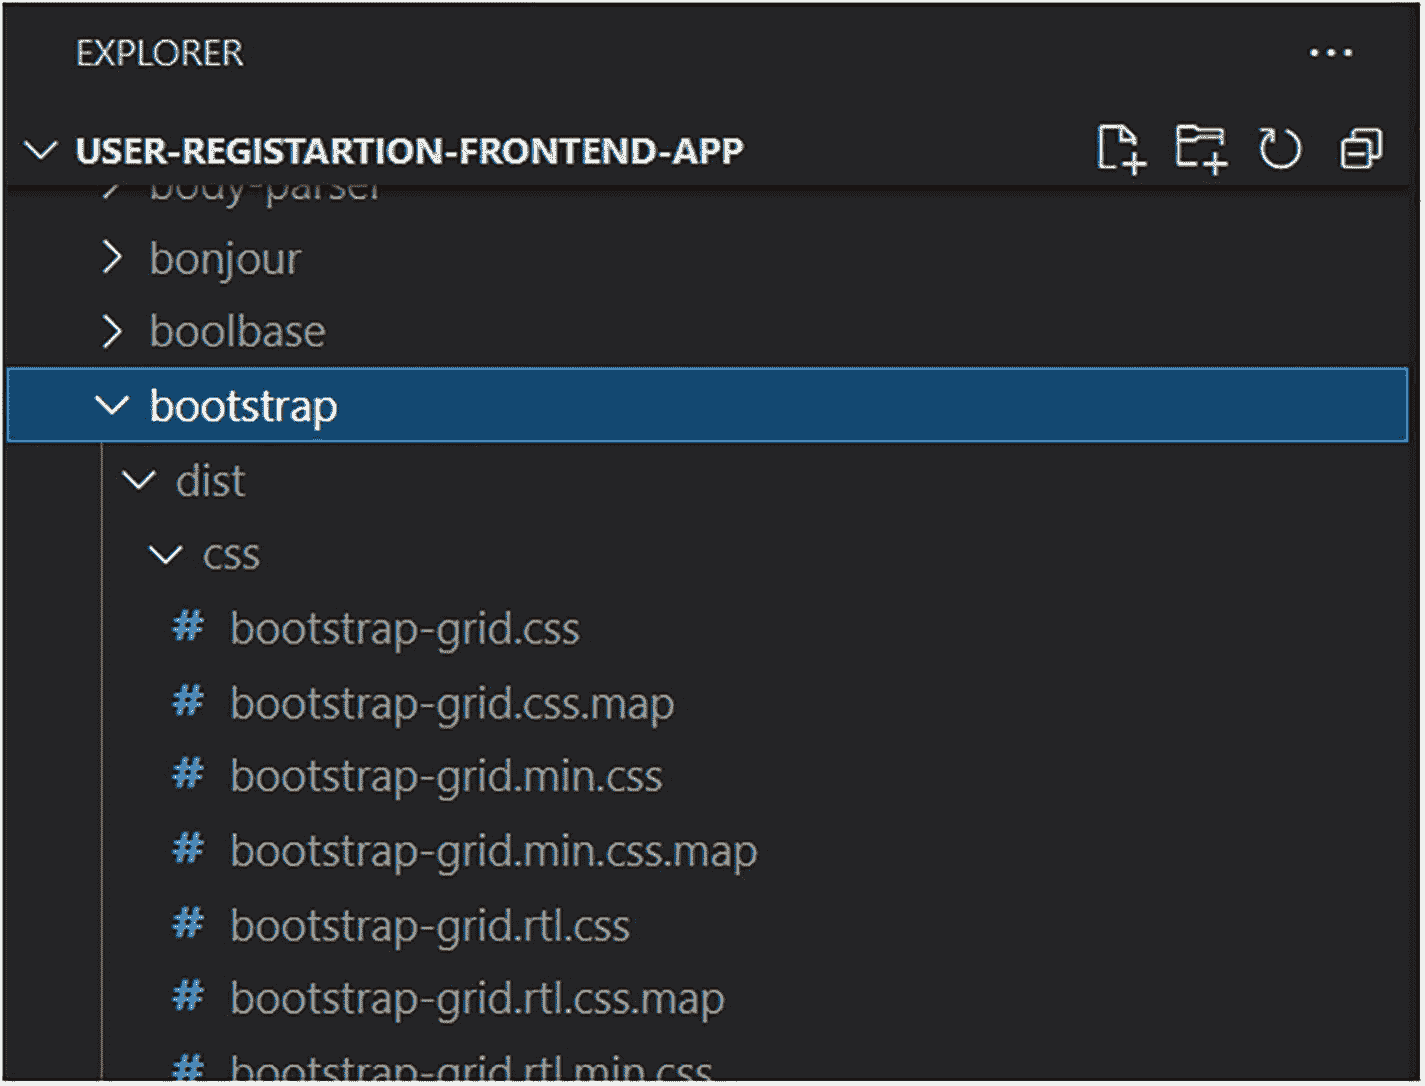 EXPLORER
USER-REGISTARTION-FRONTEND-APP
body-parser
bonjour
boolbase
bootstrap
dist
css
bootstrap-grid.css
bootstrap-grid.css.map
bootstrap-grid.min.css
bootstrap-grid.min.css.map
bootstrap-grid.rtl.css
bootstrap-grid.rtl.css.map
bootstrap-grid.rtl.min.css